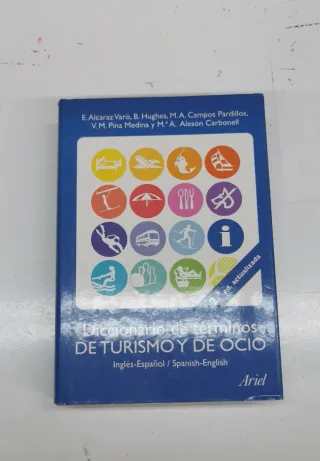 E. Alcaraz Varó, B. Hughes, M.A. Campos Pardillos,
V. M. Pina Medina y M.ª A. Alesón Carbonell
i
ed. actualizada
Diccionario de términos
DE TURISMO Y DE OCIO
Inglés-Español / Spanish-English
Ariel